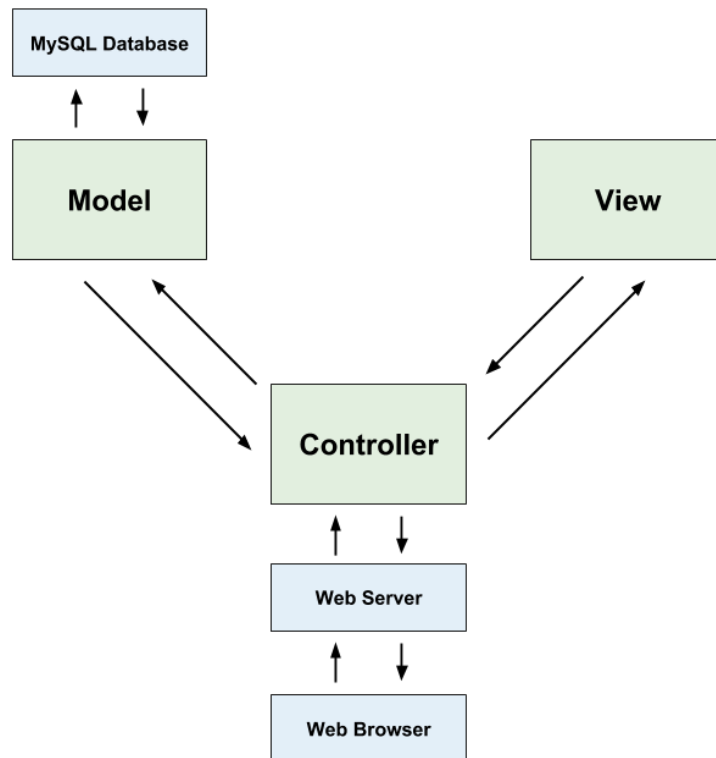 MySQL Database
Model
View
Controller
Web Server
Web Browser